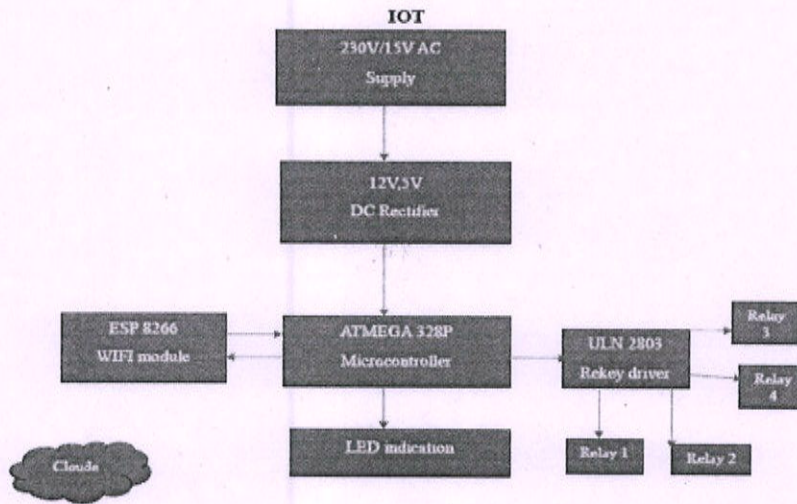 IOT
230V/15V AC
Supply
12V,5V
DC Rectifier
ESP 8266
WIFI module
ATMEGA 328P
Microcontroller
ULN 2803
Rekey driver
Relay
3
Relay
4
LED indication
Relay 1
Relay 2
Cloude